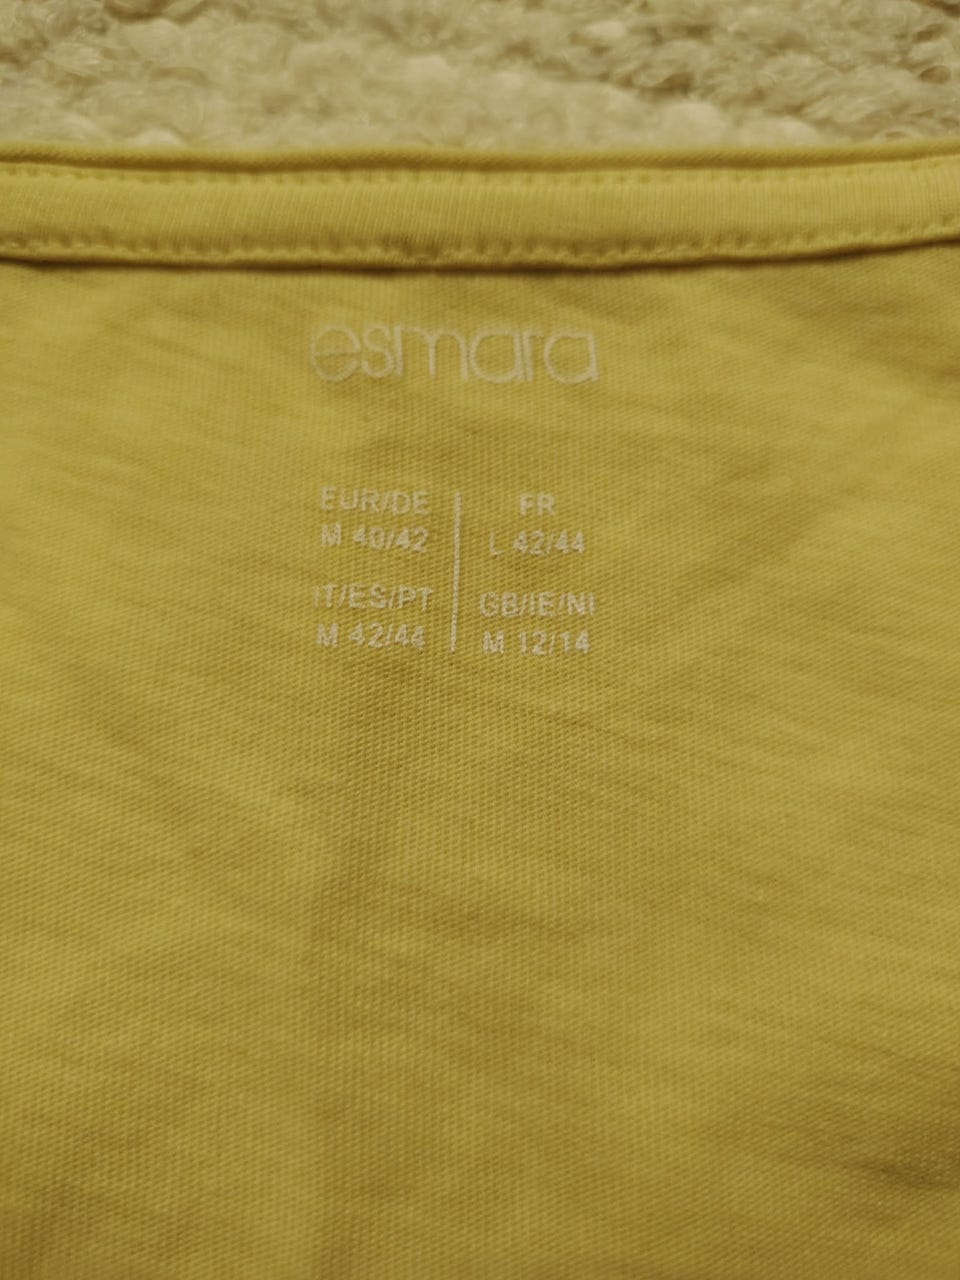 esmara
EUR/DE
M 40/42
FR
L 42/44
IT/ES/PT
M 42/44
GB/IE/NI
M 12/14